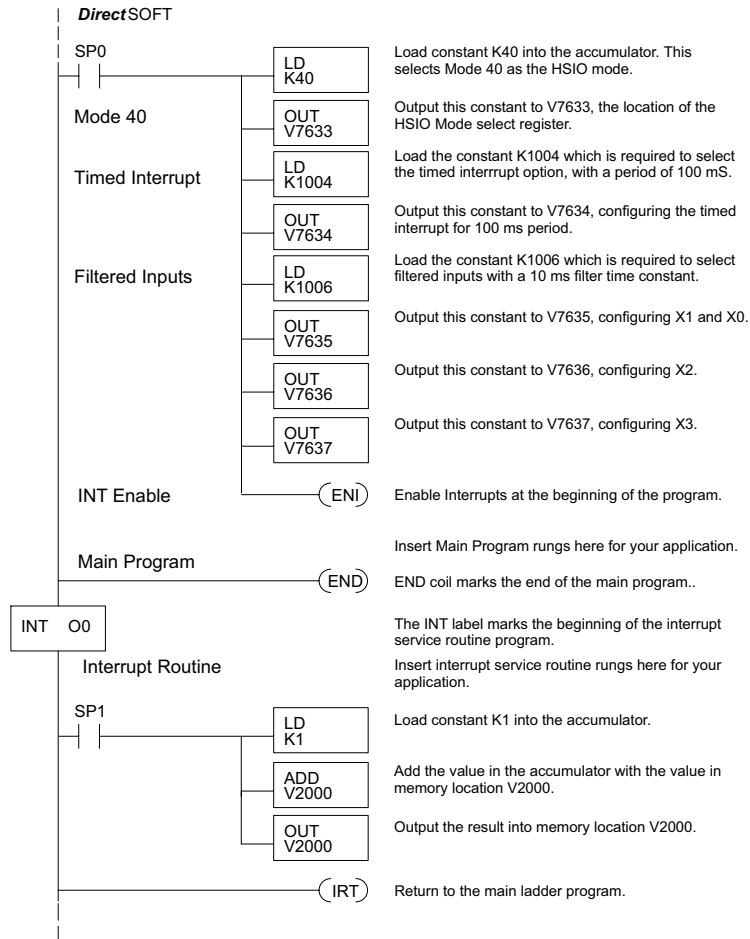 DirectSOFT
SP0
LD
K40
Load constant K40 into the accumulator. This
selects Mode 40 as the HSIO mode.
Mode 40
OUT
V7633
Output this constant to V7633, the location of the
HSIO Mode select register.
Timed Interrupt
LD
K1004
Load the constant K1004 which is required to select
the timed interrrupt option, with a period of 100 mS.
OUT
V7634
Output this constant to V7634, configuring the timed
interrupt for 100 ms period.
Filtered Inputs
LD
K1006
Load the constant K1006 which is required to select
filtered inputs with a 10 ms filter time constant.
OUT
V7635
Output this constant to V7635, configuring X1 and X0.
OUT
V7636
Output this constant to V7636, configuring X2.
OUT
V7637
Output this constant to V7637, configuring X3.
INT Enable
ENI
Enable Interrupts at the beginning of the program.
Main Program
Insert Main Program rungs here for your application.
END
END coil marks the end of the main program..
INT O0
The INT label marks the beginning of the interrupt
service routine program.
Interrupt Routine
Insert interrupt service routine rungs here for your
application.
SP1
LD
K1
Load constant K1 into the accumulator.
ADD
V2000
Add the value in the accumulator with the value in
memory location V2000.
OUT
V2000
Output the result into memory location V2000.
IRT
Return to the main ladder program.